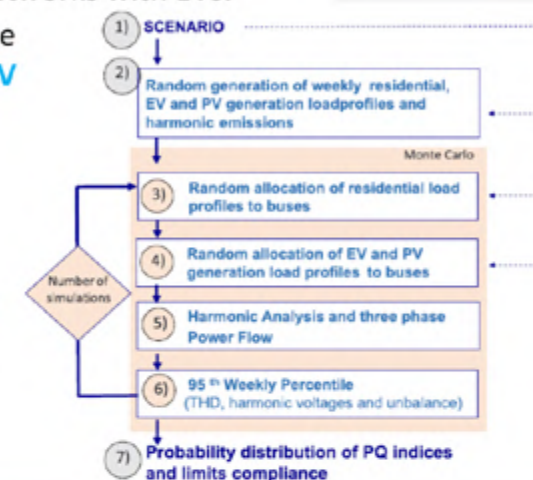 e
V
1) SCENARIO
2)
Random generation of weekly residential,
EV and PV generation loadprofiles and
harmonic emissions
Monte Carlo
3) Random allocation of residential load
profiles to buses
4) Random allocation of EV and PV
generation load profiles to buses
Number of
simulations
5) Harmonic Analysis and three phase
Power Flow
6) 95 th Weekly Percentile
(THD, harmonic voltages and unbalance)
7) Probability distribution of PQ indices
and limits compliance